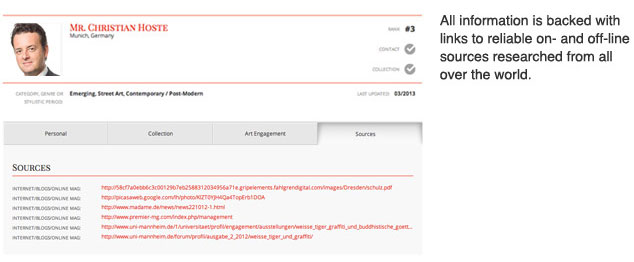 MR. CHRISTIAN HOSTE
Munich, Germany
RANK #3
CONTACT
COLLECTION
CATEGORY, GENRE OR
STYLISTIC PERIOD:
Emerging, Street Art, Contemporary / Post-Modern
LAST UPDATED: 03/2013
Personal
Collection
Art Engagement
Sources
SOURCES
INTERNET/BLOGS/ONLINE MAG: http://58cf7a0ebb6c3c00129b7eb2588312034956a71e.gripelements.fahlgrendigital.com/images/Dresden/schulz.pdf
INTERNET/BLOGS/ONLINE MAG: http://picasaweb.google.com/lh/photo/KlZT0YJH4Qa4TopErb1DDA
INTERNET/BLOGS/ONLINE MAG: http://www.madame.de/news/news221012-1.html
INTERNET/BLOGS/ONLINE MAG: http://www.premier-mg.com/index.php/management
INTERNET/BLOGS/ONLINE MAG: http://www.uni-mannheim.de/1/universitaet/profil/engagement/ausstellungen/weisse_tiger_graffiti_und_buddhistische_goett...
INTERNET/BLOGS/ONLINE MAG: http://www.uni-mannheim.de/forum/profil/ausgabe_2_2012/weisse_tiger_und_graffiti/
All information is backed with
links to reliable on- and off-line
sources researched from all
over the world.